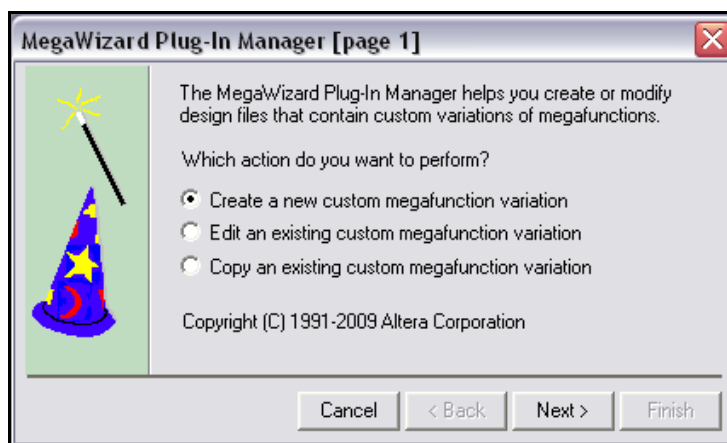 MegaWizard Plug-In Manager [page 1]
The MegaWizard Plug-In Manager helps you create or modify
design files that contain custom variations of megafunctions.
Which action do you want to perform?
Create a new custom megafunction variation
Edit an existing custom megafunction variation
Copy an existing custom megafunction variation
Copyright (C) 1991-2009 Altera Corporation
Cancel < Back Next > Finish